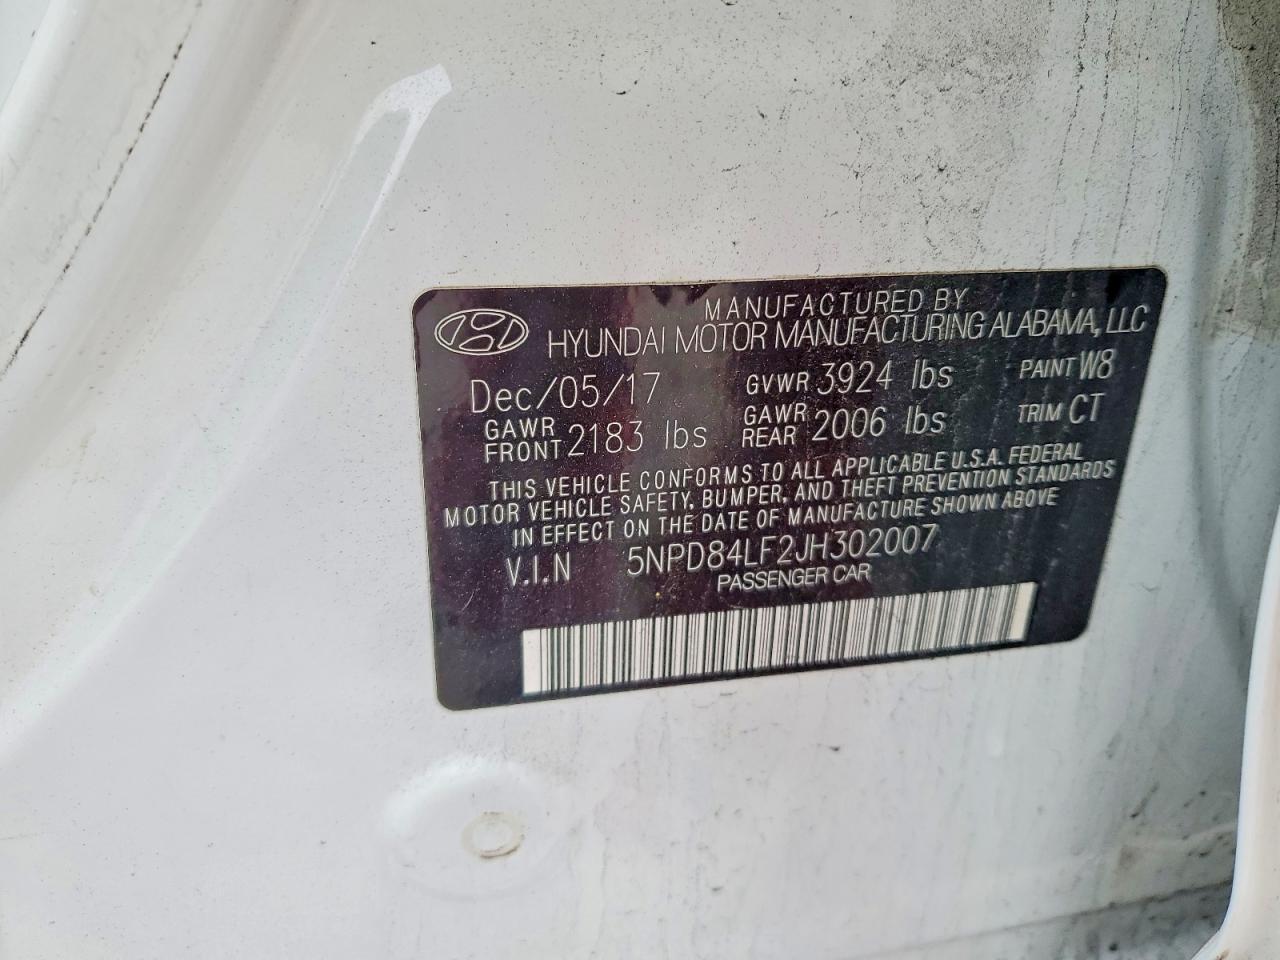 MANUFACTURED BY
HYUNDAI MOTOR MANUFACTURING ALABAMA, LLC
Dec/05/17 GVWR 3924 lbs PAINT W8
GAWR FRONT 2183 lbs GAWR REAR 2006 lbs TRIM CT
THIS VEHICLE CONFORMS TO ALL APPLICABLE U.S.A. FEDERAL
MOTOR VEHICLE SAFETY, BUMPER, AND THEFT PREVENTION STANDARDS
IN EFFECT ON THE DATE OF MANUFACTURE SHOWN ABOVE
V.I.N 5NPD84LF2JH302007
PASSENGER CAR